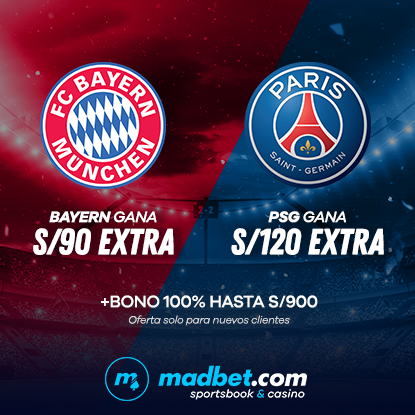 FC BAYERN
MÜNCHEN
PARIS
SAINT - GERMAIN
BAYERN GANA
S/90 EXTRA
PSG GANA
S/120 EXTRA
+BONO 100% HASTA S/900
Oferta solo para nuevos clientes
m
madbet.com
sportsbook & casino